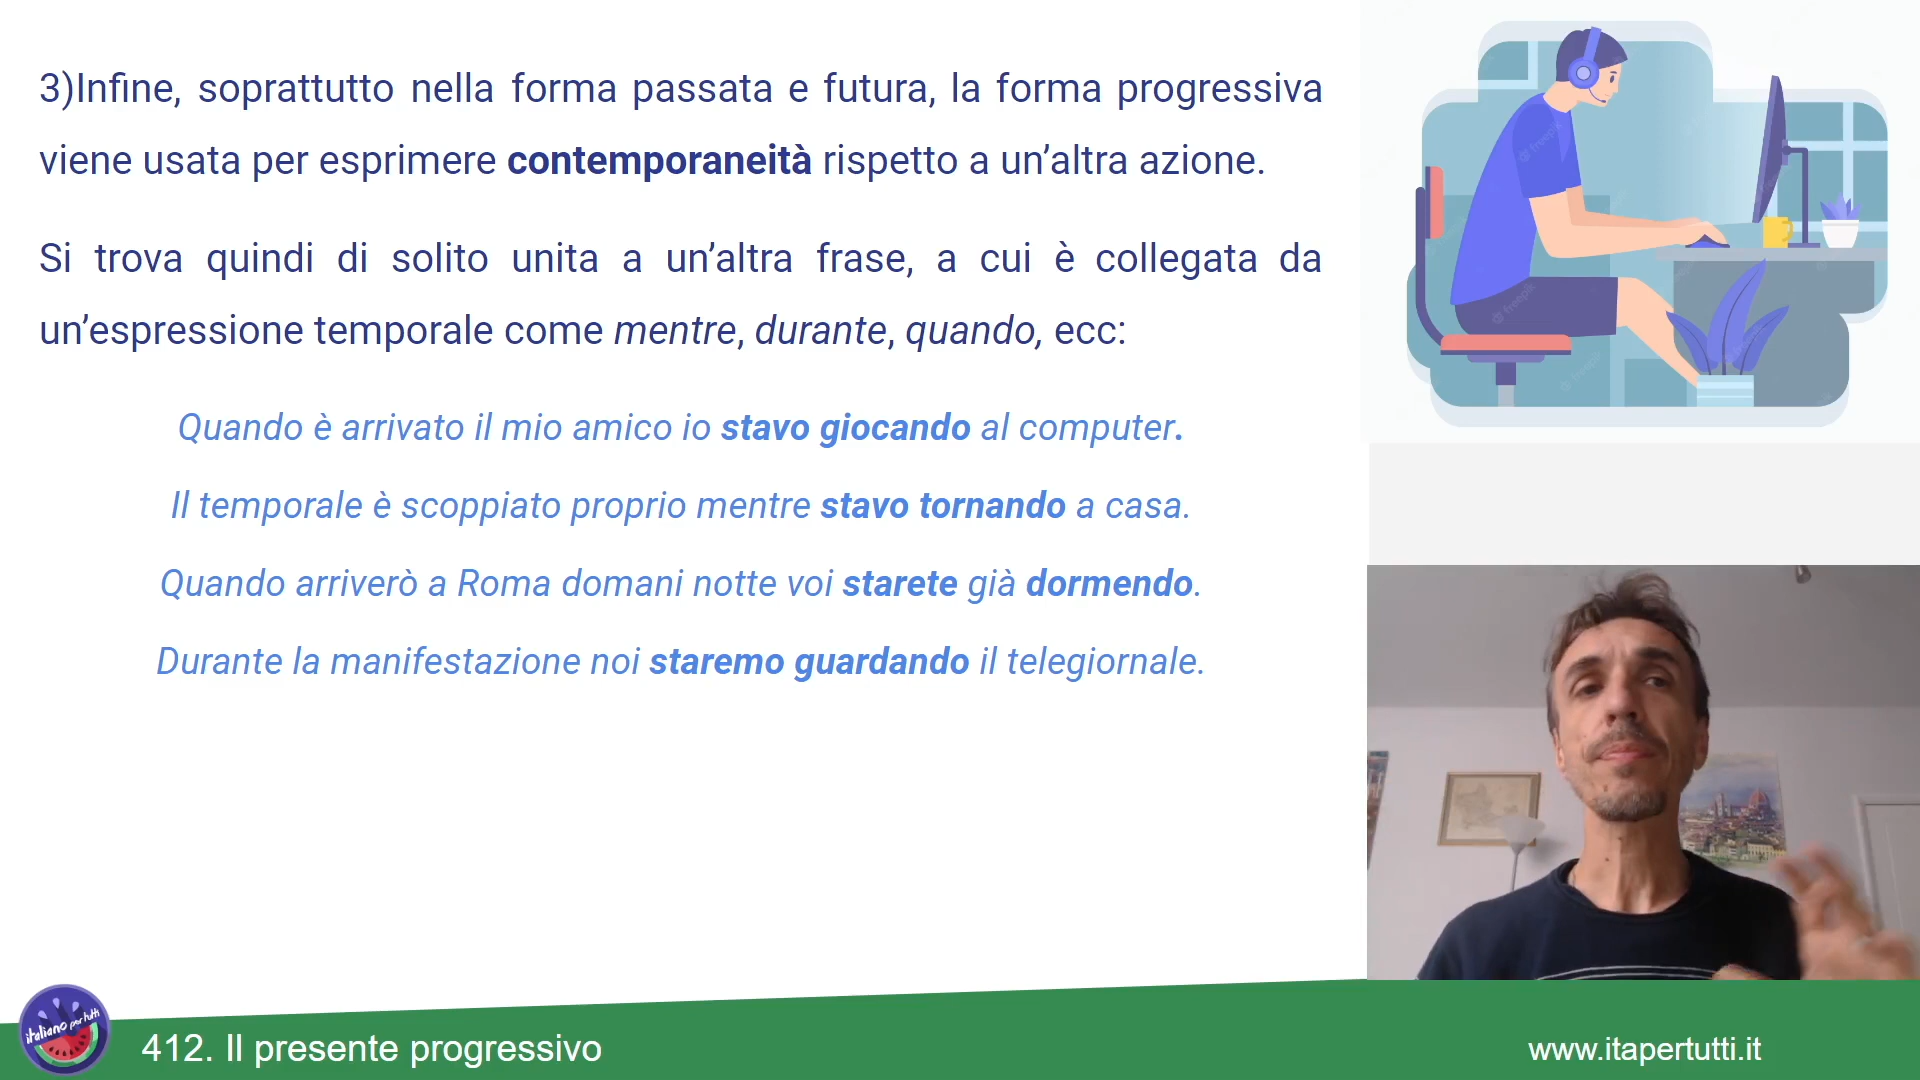 3)Infine, soprattutto nella forma passata e futura, la forma progressiva
viene usata per esprimere contemporaneità rispetto a un’altra azione.
Si trova quindi di solito unita a un’altra frase, a cui è collegata da
un’espressione temporale come mentre, durante, quando, ecc:
Quando è arrivato il mio amico io stavo giocando al computer.
Il temporale è scoppiato proprio mentre stavo tornando a casa.
Quando arriverò a Roma domani notte voi starete già dormendo.
Durante la manifestazione noi staremo guardando il telegiornale.
italiano per tutti
412. Il presente progressivo
www.itapertutti.it